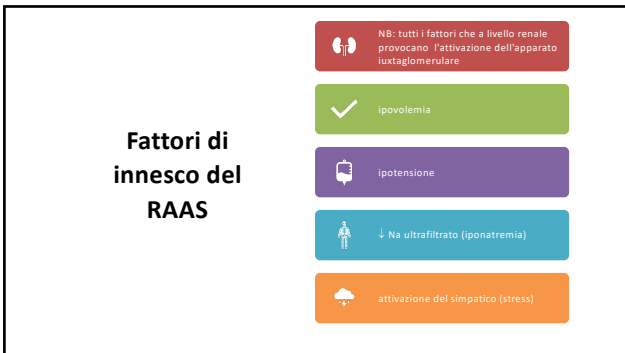 Fattori di
innesco del
RAAS
NB: tutti i fattori che a livello renale
provocano l'attivazione dell'apparato
iuxtaglomerulare
ipovolemia
ipotensione
↓ Na ultrafiltrato (iponatremia)
attivazione del simpatico (stress)